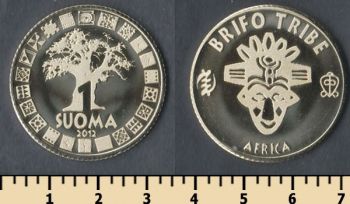 1
SUOMA
2012
BRIFO TRIBE
AFRICA
1 2 3 4 5 6 7